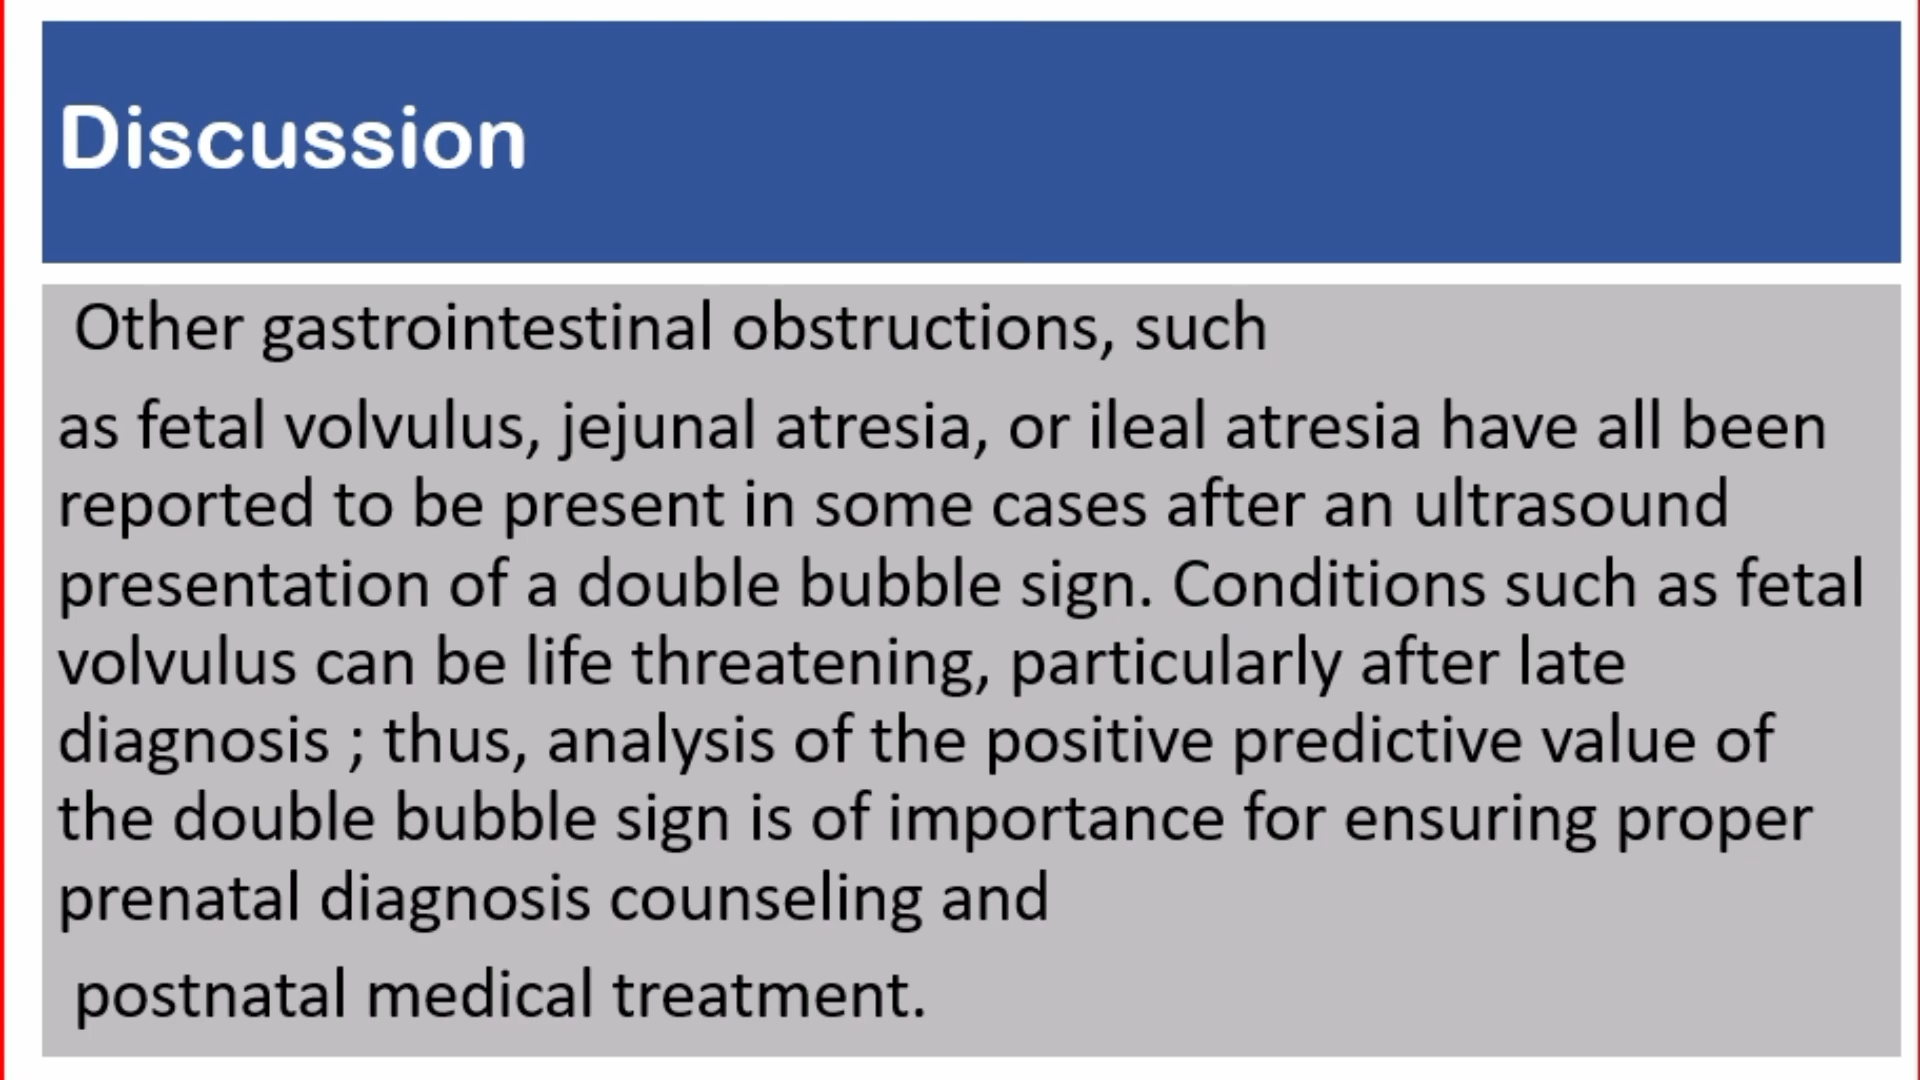 Discussion
Other gastrointestinal obstructions, such
as fetal volvulus, jejunal atresia, or ileal atresia have all been
reported to be present in some cases after an ultrasound
presentation of a double bubble sign. Conditions such as fetal
volvulus can be life threatening, particularly after late
diagnosis ; thus, analysis of the positive predictive value of
the double bubble sign is of importance for ensuring proper
prenatal diagnosis counseling and
postnatal medical treatment.